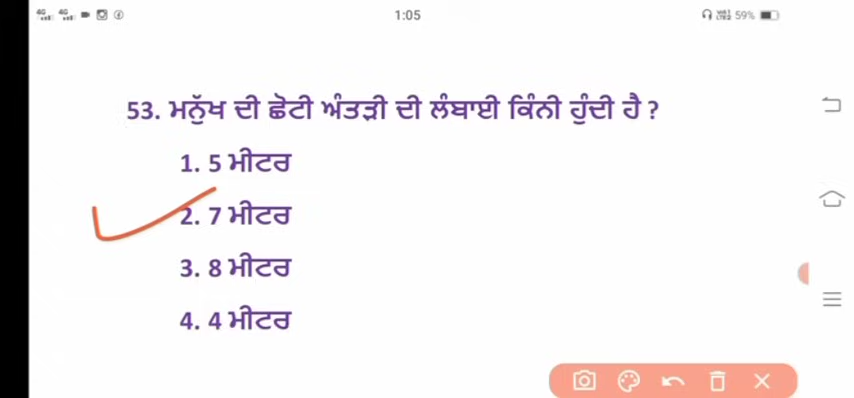 1:05
59%
53. ਮਨੁੱਖ ਦੀ ਛੋਟੀ ਅੰਤੜੀ ਦੀ ਲੰਬਾਈ ਕਿੰਨੀ ਹੁੰਦੀ ਹੈ ?
1. 5 ਮੀਟਰ
2. 7 ਮੀਟਰ
3. 8 ਮੀਟਰ
4. 4 ਮੀਟਰ